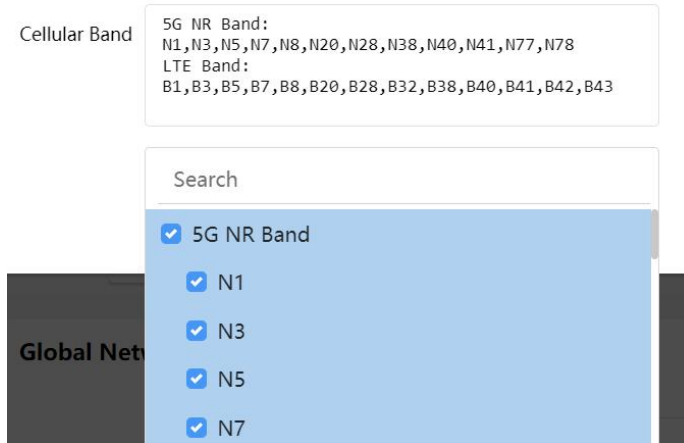 Cellular Band
5G NR Band:
N1,N3,N5,N7,N8,N20,N28,N38,N40,N41,N77,N78
LTE Band:
B1,B3,B5,B7,B8,B20,B28,B32,B38,B40,B41,B42,B43
Search
5G NR Band
N1
N3
Global
N5
N7